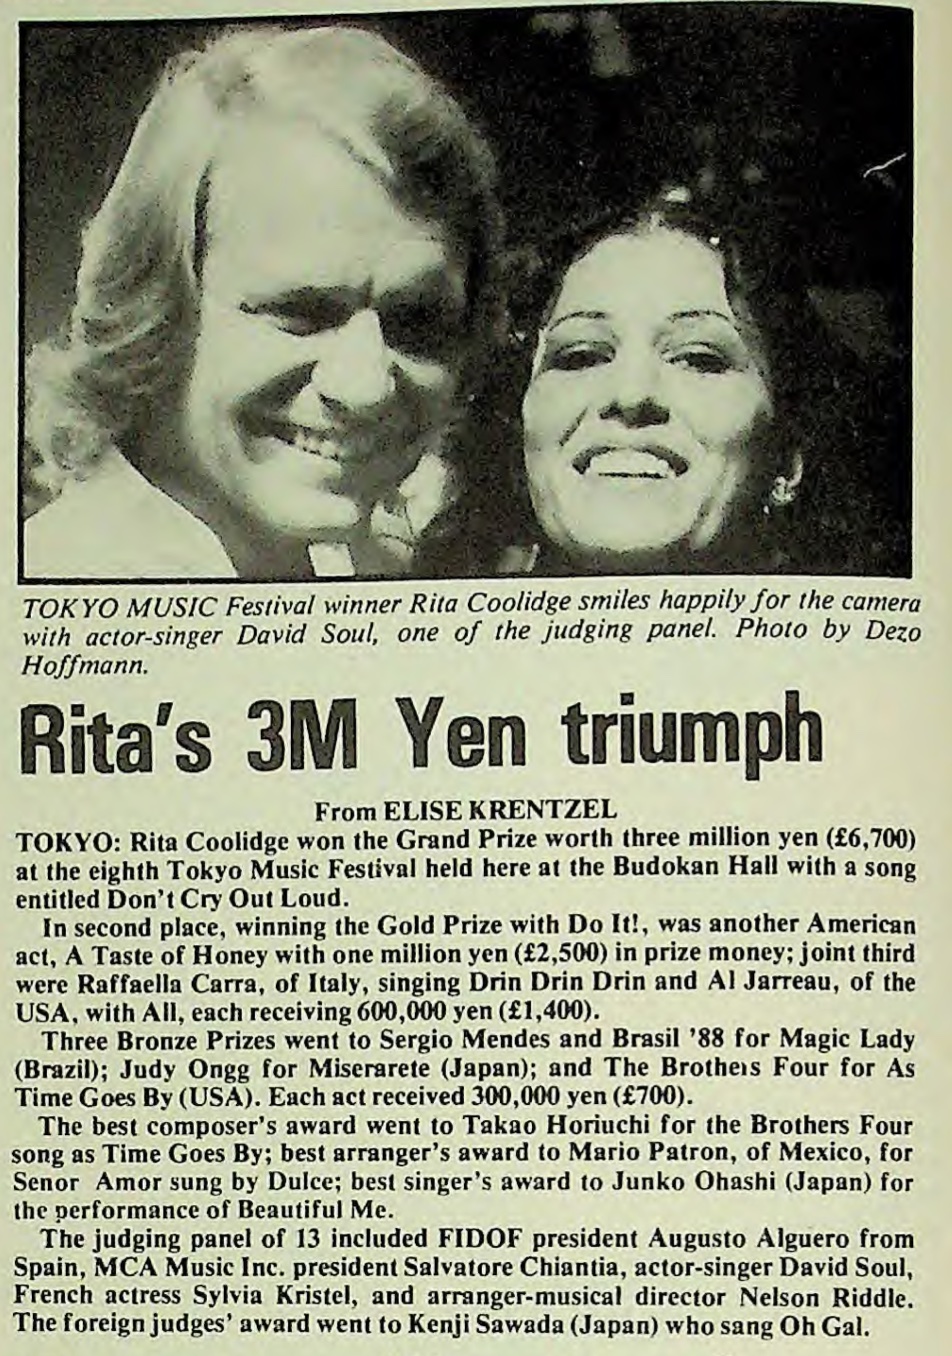 TOKYO MUSIC Festival winner Rita Coolidge smiles happily for the camera
with actor-singer David Soul, one of the judging panel. Photo by Dezo
Hoffmann.
Rita's 3M Yen triumph
From ELISE KRENTZEL
TOKYO: Rita Coolidge won the Grand Prize worth three million yen (£6,700)
at the eighth Tokyo Music Festival held here at the Budokan Hall with a song
entitled Don't Cry Out Loud.
In second place, winning the Gold Prize with Do It!, was another American
act, A Taste of Honey with one million yen (£2,500) in prize money; joint third
were Raffaella Carra, of Italy, singing Drin Drin Drin and Al Jarreau, of the
USA, with All, each receiving 600,000 yen (£1,400).
Three Bronze Prizes went to Sergio Mendes and Brasil '88 for Magic Lady
(Brazil); Judy Ongg for Miserarete (Japan); and The Brothers Four for As
Time Goes By (USA). Each act received 300,000 yen (£700).
The best composer's award went to Takao Horiuchi for the Brothers Four
song as Time Goes By; best arranger's award to Mario Patron, of Mexico, for
Senor Amor sung by Dulce; best singer's award to Junko Ohashi (Japan) for
the performance of Beautiful Me.
The judging panel of 13 included FIDOF president Augusto Alguero from
Spain, MCA Music Inc. president Salvatore Chiantia, actor-singer David Soul,
French actress Sylvia Kristel, and arranger-musical director Nelson Riddle.
The foreign judges' award went to Kenji Sawada (Japan) who sang Oh Gal.